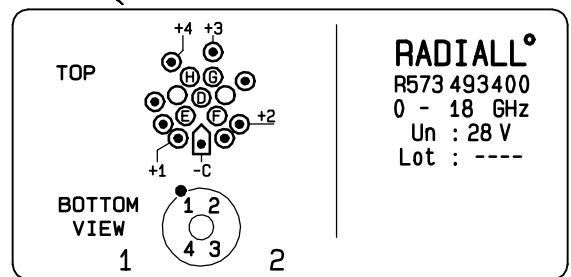 +4 +3
TOP
H G
D
E F
+2
+1 -C
BOTTOM
VIEW
1 2
4 3
1 2
RADIALL°
R573 493400
0 - 18 GHz
Un : 28 V
Lot : ----